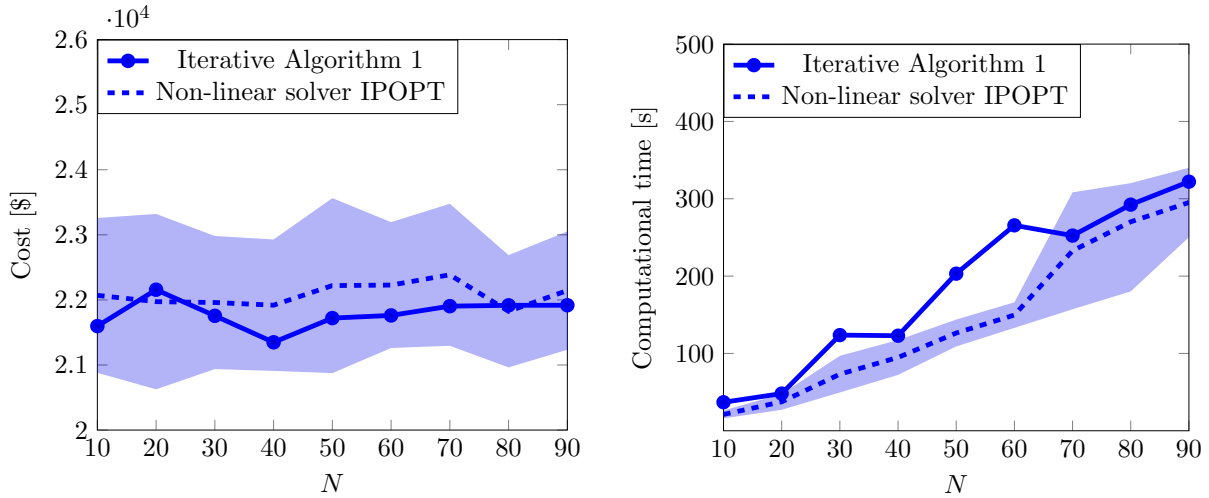 ·10⁴
2.6
2.5
2.4
2.3
2.2
2.1
2
Cost [$]
Iterative Algorithm 1
Non-linear solver IPOPT
10 20 30 40 50 60 70 80 90
N
500
400
300
200
100
Computational time [s]
Iterative Algorithm 1
Non-linear solver IPOPT
10 20 30 40 50 60 70 80 90
N